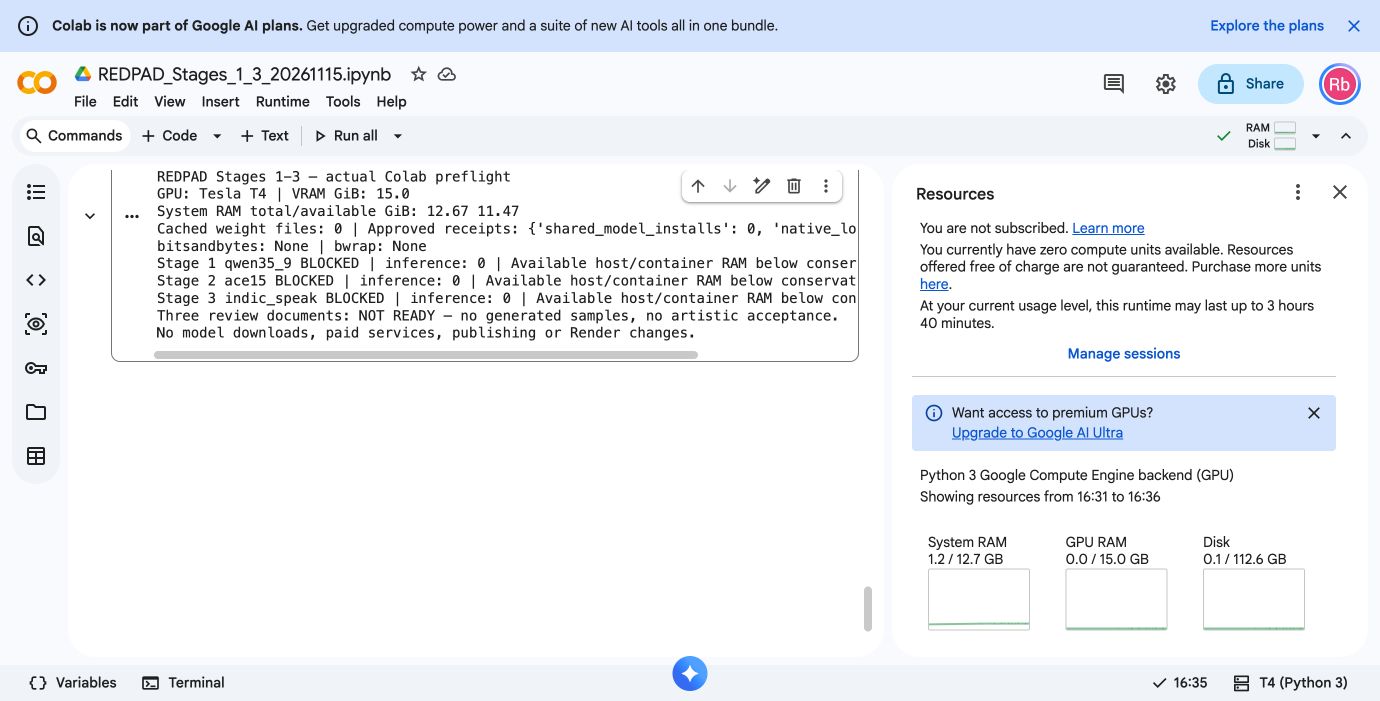 Colab is now part of Google AI plans. Get upgraded compute power and a suite of new AI tools all in one bundle.
Explore the plans
REDPAD_Stages_1_3_20261115.ipynb
File Edit View Insert Runtime Tools Help
Share
Rb
Commands + Code + Text Run all
RAM
Disk
REDPAD Stages 1–3 — actual Colab preflight
GPU: Tesla T4 | VRAM GiB: 15.0
System RAM total/available GiB: 12.67 11.47
Cached weight files: 0 | Approved receipts: {'shared_model_installs': 0, 'native_lo
bitsandbytes: None | bwrap: None
Stage 1 qwen35_9 BLOCKED | inference: 0 | Available host/container RAM below conser
Stage 2 ace15 BLOCKED | inference: 0 | Available host/container RAM below conservat
Stage 3 indic_speak BLOCKED | inference: 0 | Available host/container RAM below con
Three review documents: NOT READY — no generated samples, no artistic acceptance.
No model downloads, paid services, publishing or Render changes.
Resources
You are not subscribed. Learn more
You currently have zero compute units available. Resources
offered free of charge are not guaranteed. Purchase more units
here.
At your current usage level, this runtime may last up to 3 hours
40 minutes.
Manage sessions
Want access to premium GPUs?
Upgrade to Google AI Ultra
Python 3 Google Compute Engine backend (GPU)
Showing resources from 16:31 to 16:36
System RAM
1.2 / 12.7 GB
GPU RAM
0.0 / 15.0 GB
Disk
0.1 / 112.6 GB
Variables Terminal
16:35 T4 (Python 3)